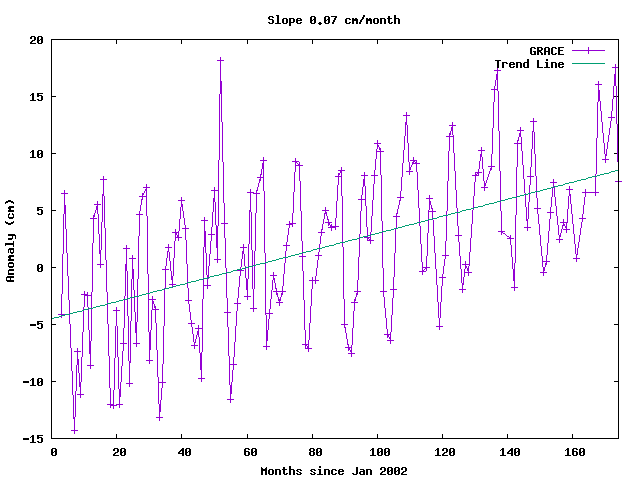 Slope 0.07 cm/month
GRACE
Trend Line
20
15
10
5
0
-5
-10
-15
Anomaly (cm)
0 20 40 60 80 100 120 140 160
Months since Jan 2002